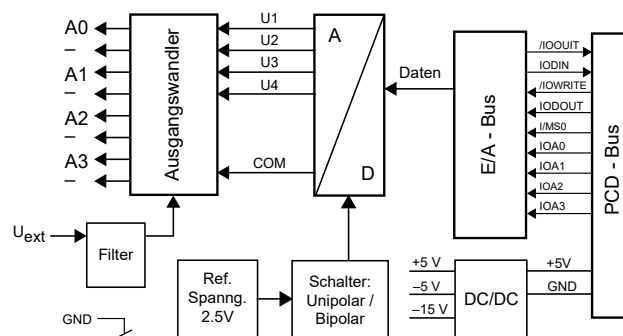 A0
–
A1
–
A2
–
A3
–
Ausgangswandler
U1
U2
U3
U4
COM
A
D
Daten
E/A - Bus
/IOOUIT
IODIN
/IOWRITE
IODOUT
I/MS0
IOA0
IOA1
IOA2
IOA3
PCD - Bus
Uext
Filter
Ref.
Spanng.
2.5V
Schalter:
Unipolar /
Bipolar
+5 V
–5 V
–15 V
DC/DC
+5V
GND
GND